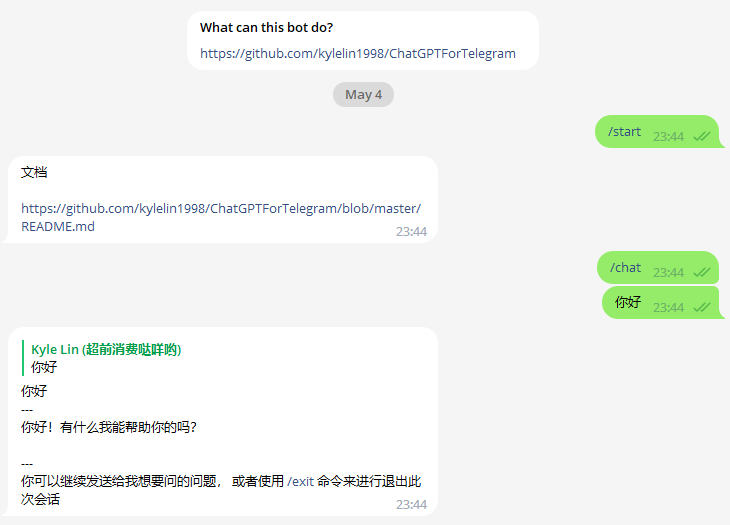 What can this bot do?
https://github.com/kylelin1998/ChatGPTForTelegram
May 4
/start 23:44
文档
https://github.com/kylelin1998/ChatGPTForTelegram/blob/master/
README.md
23:44
/chat 23:44
你好 23:44
Kyle Lin (超前消费哒咩哟)
你好
你好
---
你好！有什么我能帮助你的吗?
---
你可以继续发送给我想要问的问题， 或者使用 /exit 命令来进行退出此
次会话
23:44